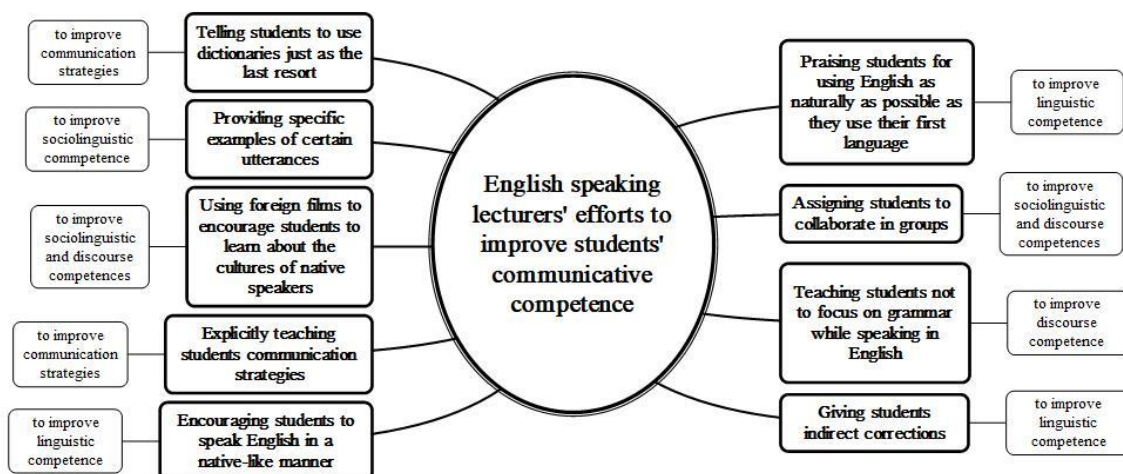 to improve
communication
strategies
Telling students to use
dictionaries just as the
last resort
to improve
sociolinguistic
commpetence
Providing specific
examples of certain
utterances
to improve
sociolinguistic
and discourse
competences
Using foreign films to
encourage students to
learn about the
cultures of native
speakers
to improve
communication
strategies
Explicitly teaching
students communication
strategies
to improve
linguistic
competence
Encouraging students to
speak English in a
native-like manner
English speaking
lecturers' efforts to
improve students'
communicative
competence
Praising students for
using English as
naturally as possible as
they use their first
language
to improve
linguistic
competence
Assigning students to
collaborate in groups
to improve
sociolinguistic
and discourse
competences
Teaching students not
to focus on grammar
while speaking in
English
to improve
discourse
competence
Giving students
indirect corrections
to improve
linguistic
competence